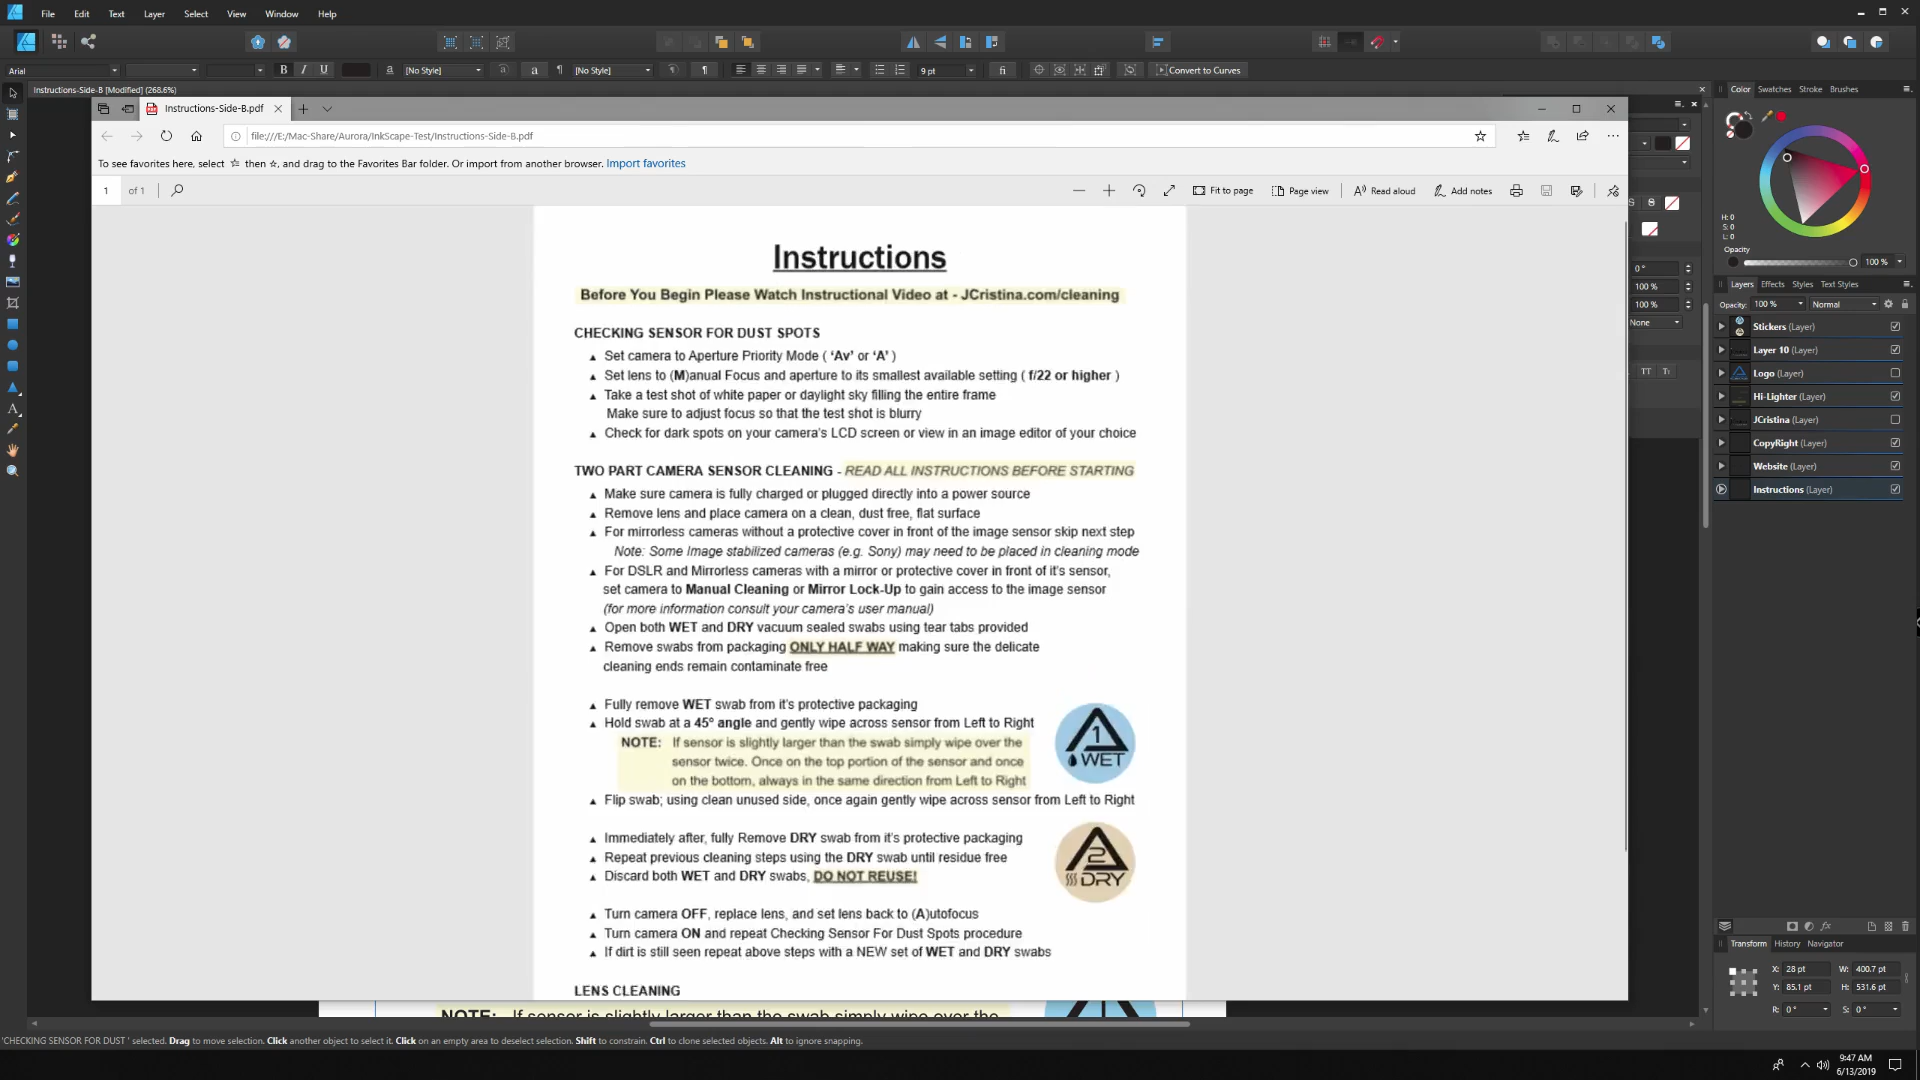 File Edit Text Layer Select View Window Help
Arial B I U a [No Style] a a ¶ [No Style] ¶ 9 pt fi Convert to Curves
Instructions-Side-B [Modified] (268.6%)
Instructions-Side-B.pdf
file:///E:/Mac-Share/Aurora/InkScape-Test/Instructions-Side-B.pdf
To see favorites here, select then ☆, and drag to the Favorites Bar folder. Or import from another browser. Import favorites
1 of 1 Fit to page Page view Read aloud Add notes
Instructions
Before You Begin Please Watch Instructional Video at - JCristina.com/cleaning
CHECKING SENSOR FOR DUST SPOTS
▲ Set camera to Aperture Priority Mode ( ‘Av’ or ‘A’ )
▲ Set lens to (M)anual Focus and aperture to its smallest available setting ( f/22 or higher )
▲ Take a test shot of white paper or daylight sky filling the entire frame
Make sure to adjust focus so that the test shot is blurry
▲ Check for dark spots on your camera’s LCD screen or view in an image editor of your choice
TWO PART CAMERA SENSOR CLEANING - READ ALL INSTRUCTIONS BEFORE STARTING
▲ Make sure camera is fully charged or plugged directly into a power source
▲ Remove lens and place camera on a clean, dust free, flat surface
▲ For mirrorless cameras without a protective cover in front of the image sensor skip next step
Note: Some Image stabilized cameras (e.g. Sony) may need to be placed in cleaning mode
▲ For DSLR and Mirrorless cameras with a mirror or protective cover in front of it’s sensor,
set camera to Manual Cleaning or Mirror Lock-Up to gain access to the image sensor
(for more information consult your camera’s user manual)
▲ Open both WET and DRY vacuum sealed swabs using tear tabs provided
▲ Remove swabs from packaging ONLY HALF WAY making sure the delicate
cleaning ends remain contaminate free
▲ Fully remove WET swab from it’s protective packaging
▲ Hold swab at a 45° angle and gently wipe across sensor from Left to Right
NOTE: If sensor is slightly larger than the swab simply wipe over the
sensor twice. Once on the top portion of the sensor and once
on the bottom, always in the same direction from Left to Right
1
WET
▲ Flip swab; using clean unused side, once again gently wipe across sensor from Left to Right
▲ Immediately after, fully Remove DRY swab from it’s protective packaging
▲ Repeat previous cleaning steps using the DRY swab until residue free
▲ Discard both WET and DRY swabs, DO NOT REUSE!
2
DRY
▲ Turn camera OFF, replace lens, and set lens back to (A)utofocus
▲ Turn camera ON and repeat Checking Sensor For Dust Spots procedure
▲ If dirt is still seen repeat above steps with a NEW set of WET and DRY swabs
LENS CLEANING
NOTE: If sensor is slightly larger than the swab simply wipe over the
S S
0 °
100 %
100 %
None
TT
Color Swatches Stroke Brushes
H: 0
S: 0
L: 0
Opacity
100 %
Layers Effects Styles Text Styles
Opacity: 100 % Normal
Stickers (Layer)
Layer 10 (Layer)
Logo (Layer)
Hi-Lighter (Layer)
JCristina (Layer)
CopyRight (Layer)
Website (Layer)
Instructions (Layer)
fx
Transform History Navigator
X: 28 pt W: 400.7 pt
Y: 85.1 pt H: 531.6 pt
R: 0 ° S: 0 °
'CHECKING SENSOR FOR DUST ' selected. Drag to move selection. Click another object to select it. Click on an empty area to deselect selection. Shift to constrain. Ctrl to clone selected objects. Alt to ignore snapping.
9:47 AM
6/13/2019